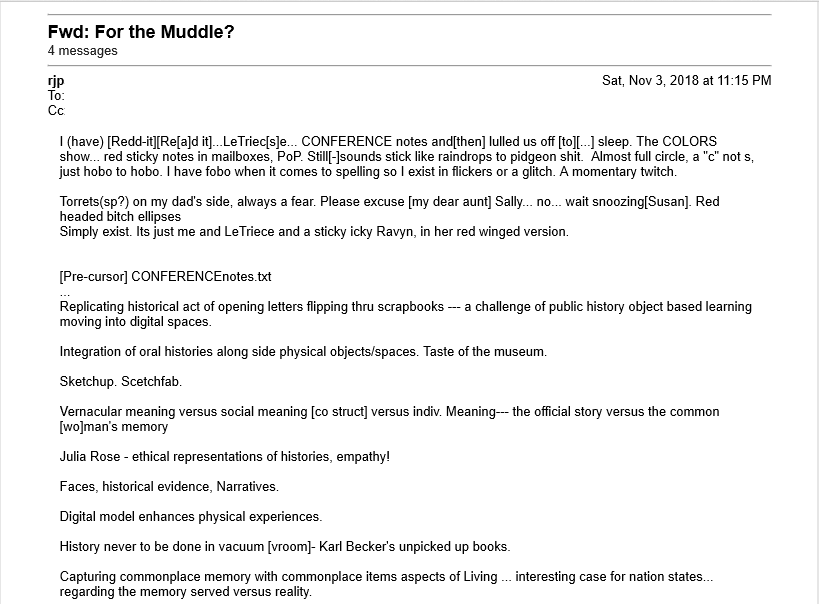 Fwd: For the Muddle?
4 messages
rjp
Sat, Nov 3, 2018 at 11:15 PM
To:
Cc
I (have) [Redd-it][Re[a]d it]...LeTriec[s]e... CONFERENCE notes and[then] lulled us off [to][...] sleep. The COLORS
show... red sticky notes in mailboxes, PoP. Still[-]sounds stick like raindrops to pidgeon shit.  Almost full circle, a "c" not s,
just hobo to hobo. I have fobo when it comes to spelling so I exist in flickers or a glitch. A momentary twitch.
Torrets(sp?) on my dad's side, always a fear. Please excuse [my dear aunt] Sally... no... wait snoozing[Susan]. Red
headed bitch ellipses
Simply exist. Its just me and LeTriece and a sticky icky Ravyn, in her red winged version.
[Pre-cursor] CONFERENCEnotes.txt
...
Replicating historical act of opening letters flipping thru scrapbooks --- a challenge of public history object based learning
moving into digital spaces.
Integration of oral histories along side physical objects/spaces. Taste of the museum.
Sketchup. Scetchfab.
Vernacular meaning versus social meaning [co struct] versus indiv. Meaning--- the official story versus the common
[wo]man's memory
Julia Rose - ethical representations of histories, empathy!
Faces, historical evidence, Narratives.
Digital model enhances physical experiences.
History never to be done in vacuum [vroom]- Karl Becker's unpicked up books.
Capturing commonplace memory with commonplace items aspects of Living ... interesting case for nation states...
regarding the memory served versus reality.